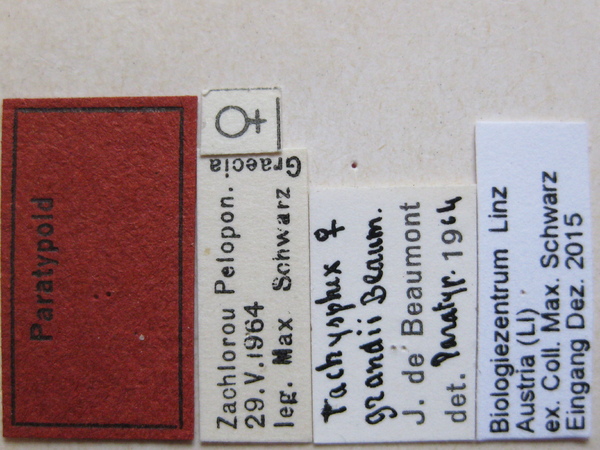 Paratypoid
♀
Graecia
Zachlorou Pelopon.
29.V.1964
leg. Max Schwarz
Tachysphex ♀
grandii Beaum.
J. de Beaumont
det. Paratyp. 1964
Biologiezentrum Linz
Austria (LI)
ex. Coll. Max. Schwarz
Eingang Dez. 2015